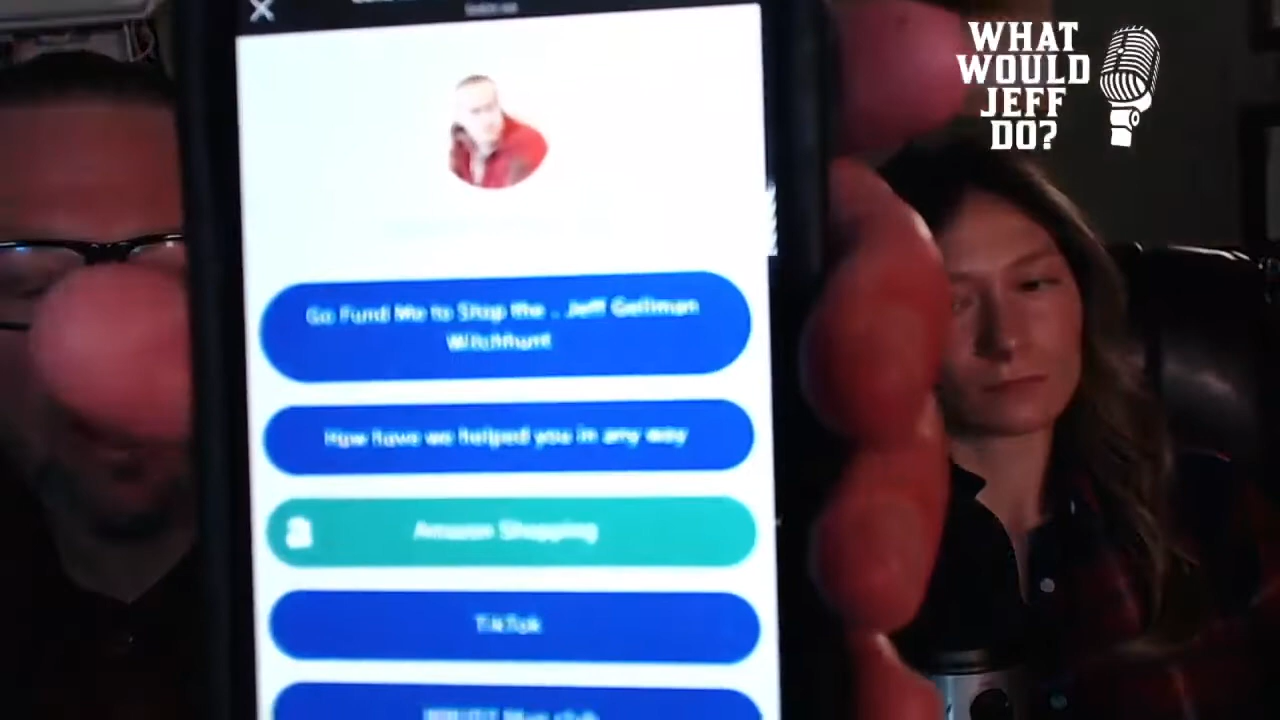 WHAT
WOULD
JEFF
DO?
Go Fund Me to Stop the .. Jeff Gellman
Witchhunt
How have we helped you in any way
Amazon Shopping
TikTok